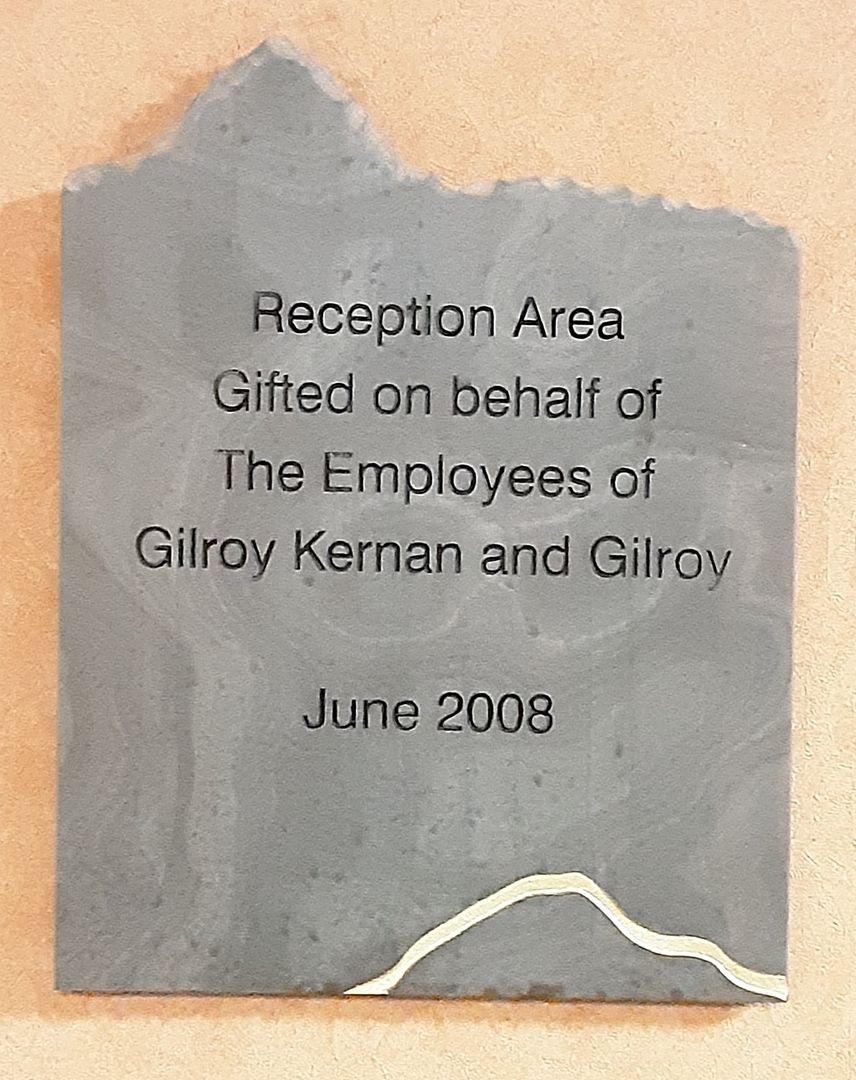 Reception Area
Gifted on behalf of
The Employees of
Gilroy Kernan and Gilroy
June 2008